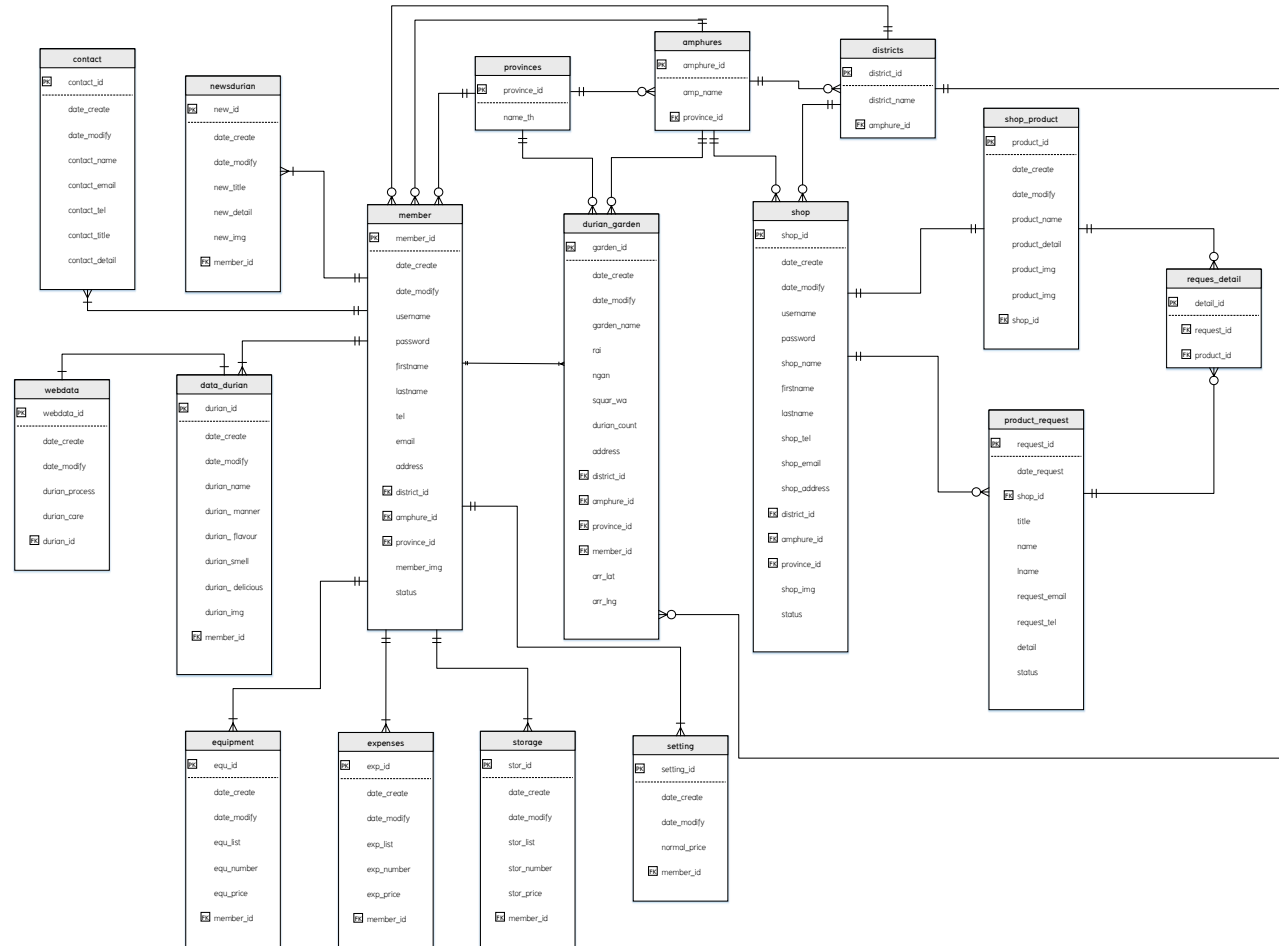 contact
PK contact_id
date_create
date_modify
contact_name
contact_email
contact_tel
contact_title
contact_detail
newsdurian
PK new_id
date_create
date_modify
new_title
new_detail
new_img
FK member_id
provinces
PK province_id
name_th
amphures
PK amphure_id
amp_name
FK province_id
districts
PK district_id
district_name
FK amphure_id
shop_product
PK product_id
date_create
date_modify
product_name
product_detail
product_img
product_img
FK shop_id
member
PK member_id
date_create
date_modify
username
password
firstname
lastname
tel
email
address
FK district_id
FK amphure_id
FK province_id
member_img
status
durian_garden
PK garden_id
date_create
date_modify
garden_name
rai
ngan
squar_wa
durian_count
address
FK district_id
FK amphure_id
FK province_id
FK member_id
arr_lat
arr_lng
shop
PK shop_id
date_create
date_modify
username
password
shop_name
firstname
lastname
shop_tel
shop_email
shop_address
FK district_id
FK amphure_id
FK province_id
shop_img
status
reques_detail
PK detail_id
FK request_id
FK product_id
webdata
PK webdata_id
date_create
date_modify
durian_process
durian_care
FK durian_id
data_durian
PK durian_id
date_create
date_modify
durian_name
durian_ manner
durian_ flavour
durian_smell
durian_ delicious
durian_img
FK member_id
product_request
PK request_id
date_request
FK shop_id
title
name
lname
request_email
request_tel
detail
status
equipment
PK equ_id
date_create
date_modify
equ_list
equ_number
equ_price
FK member_id
expenses
PK exp_id
date_create
date_modify
exp_list
exp_number
exp_price
FK member_id
storage
PK stor_id
date_create
date_modify
stor_list
stor_number
stor_price
FK member_id
setting
PK setting_id
date_create
date_modify
normal_price
FK member_id